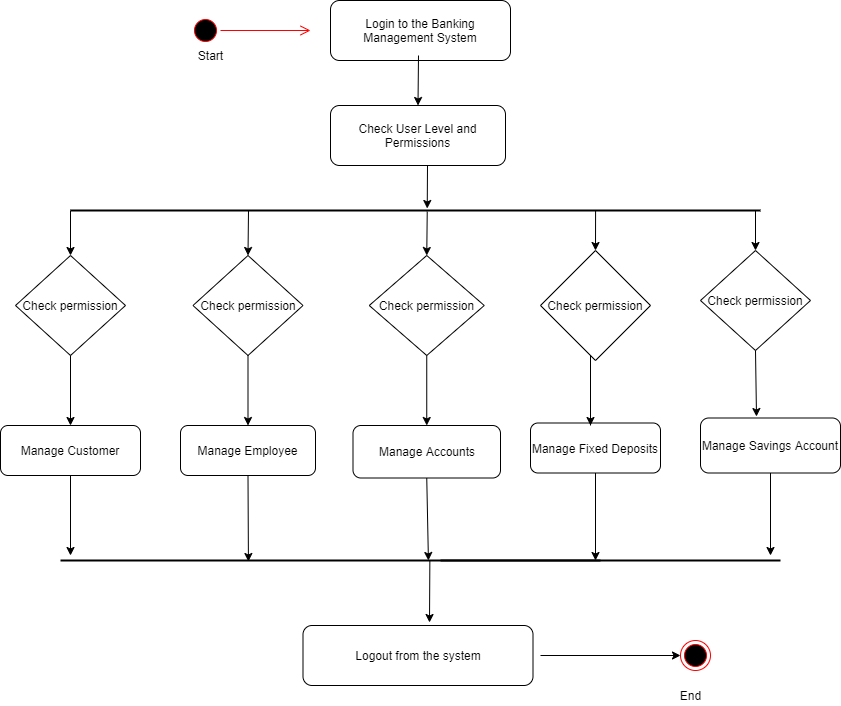 Login to the Banking
Management System
Start
Check User Level and
Permissions
Check permission
Check permission
Check permission
Check permission
Check permission
Manage Customer
Manage Employee
Manage Accounts
Manage Fixed Deposits
Manage Savings Account
Logout from the system
End